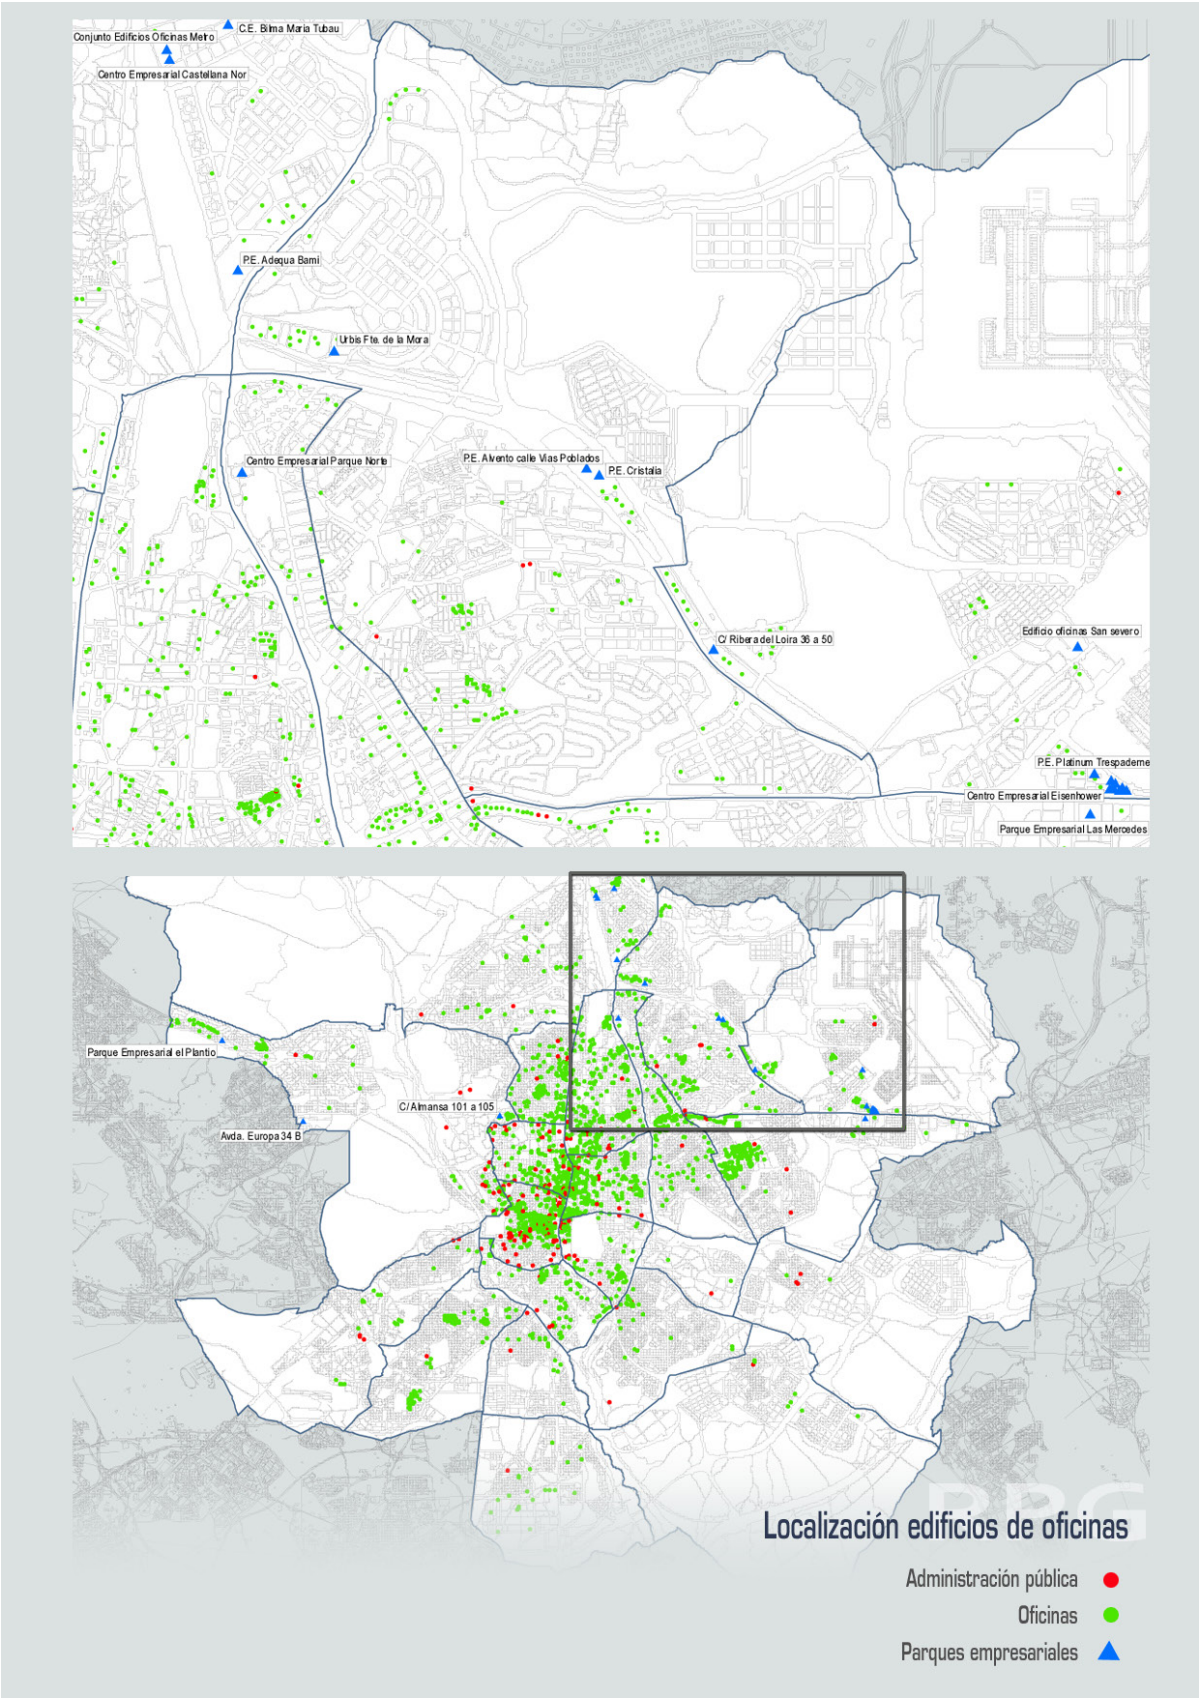 C.E. Bilma Maria Tubau
Conjunto Edificios Oficinas Metro
Centro Empresarial Castellana Nor
P.E. Adequa Bami
Urbis Fte. de la Mora
Centro Empresarial Parque Norte
P.E. Alvento calle Vias Poblados
P.E. Cristalia
C/ Ribera del Loira 36 a 50
Edificio oficinas San severo
P.E. Platinum Trespaderne
Centro Empresarial Eisenhower
Parque Empresarial Las Mercedes
Parque Empresarial el Plantio
C/ Almansa 101 a 105
Avda. Europa 34 B
Localización edificios de oficinas
Administración pública
Oficinas
Parques empresariales